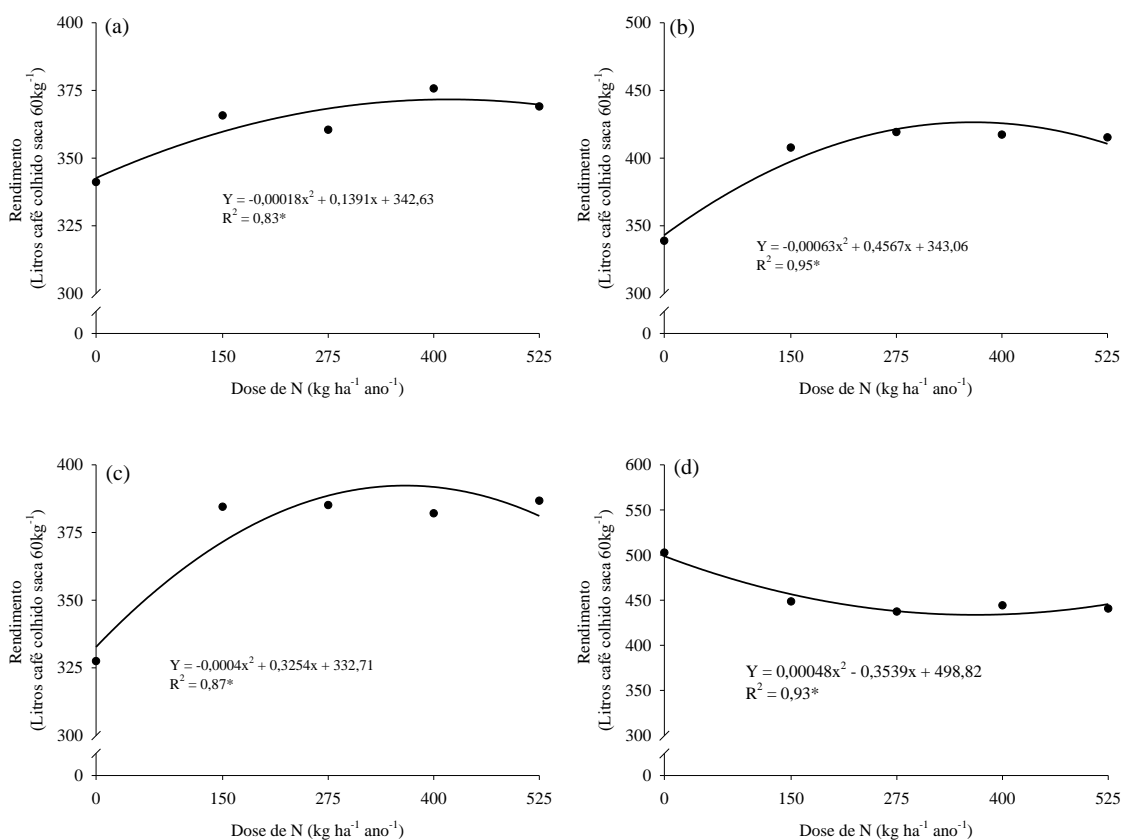 (a)
400
375
350
325
300
0
Rendimento
(Litros café colhido saca 60kg⁻¹)
Y = -0,00018x² + 0,1391x + 342,63
R² = 0,83*
0 150 275 400 525
Dose de N (kg ha⁻¹ ano⁻¹)
(b)
500
450
400
350
300
0
Rendimento
(Litros café colhido saca 60kg⁻¹)
Y = -0,00063x² + 0,4567x + 343,06
R² = 0,95*
0 150 275 400 525
Dose de N (kg ha⁻¹ ano⁻¹)
(c)
400
375
350
325
300
0
Rendimento
(Litros café colhido saca 60kg⁻¹)
Y = -0,0004x² + 0,3254x + 332,71
R² = 0,87*
0 150 275 400 525
Dose de N (kg ha⁻¹ ano⁻¹)
(d)
600
550
500
450
400
350
300
0
Rendimento
(Litros café colhido saca 60kg⁻¹)
Y = 0,00048x² - 0,3539x + 498,82
R² = 0,93*
0 150 275 400 525
Dose de N (kg ha⁻¹ ano⁻¹)